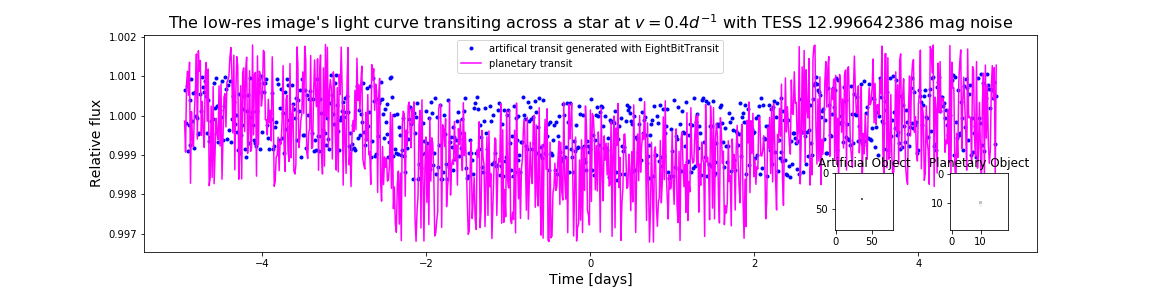 The low-res image's light curve transiting across a star at v = 0.4d⁻¹ with TESS 12.996642386 mag noise
artifical transit generated with EightBitTransit
planetary transit
Relative flux
1.002
1.001
1.000
0.999
0.998
0.997
−4
−2
0
2
4
Time [days]
Artificial Object
0
50
0
50
Planetary Object
0
10
0
10